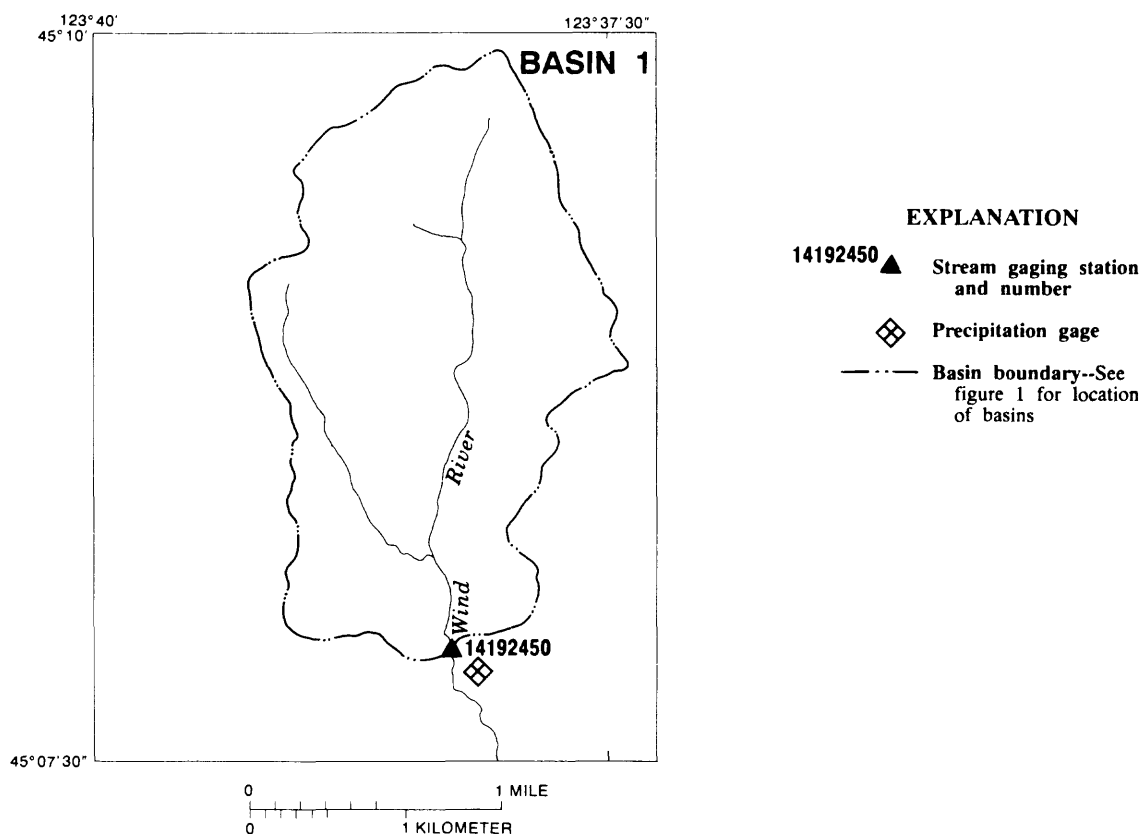 123°40'
123°37'30"
45°10'
BASIN 1
River
Wind
14192450
45°07'30"
0 1 MILE
0 1 KILOMETER
EXPLANATION
14192450 Stream gaging station
and number
Precipitation gage
Basin boundary--See
figure 1 for location
of basins